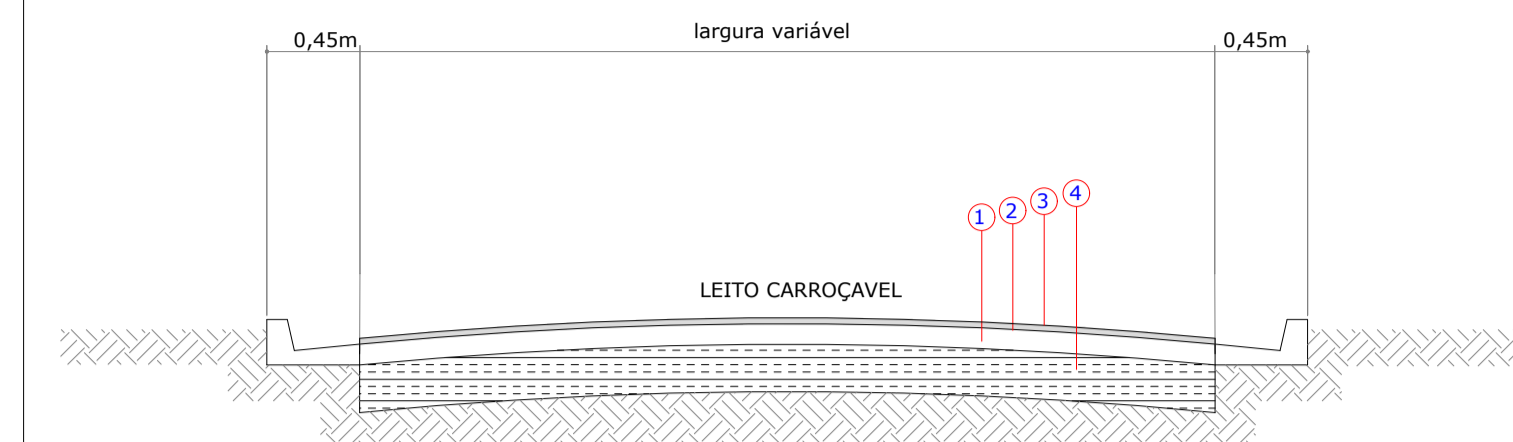 largura variável
0,45m
0,45m
4
3
2
1
LEITO CARROÇAVEL